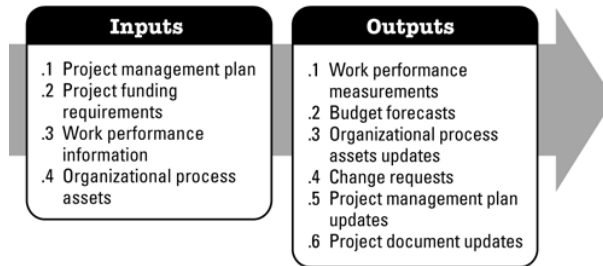 Inputs
.1 Project management plan
.2 Project funding
requirements
.3 Work performance
information
.4 Organizational process
assets
Outputs
.1 Work performance
measurements
.2 Budget forecasts
.3 Organizational process
assets updates
.4 Change requests
.5 Project management plan
updates
.6 Project document updates